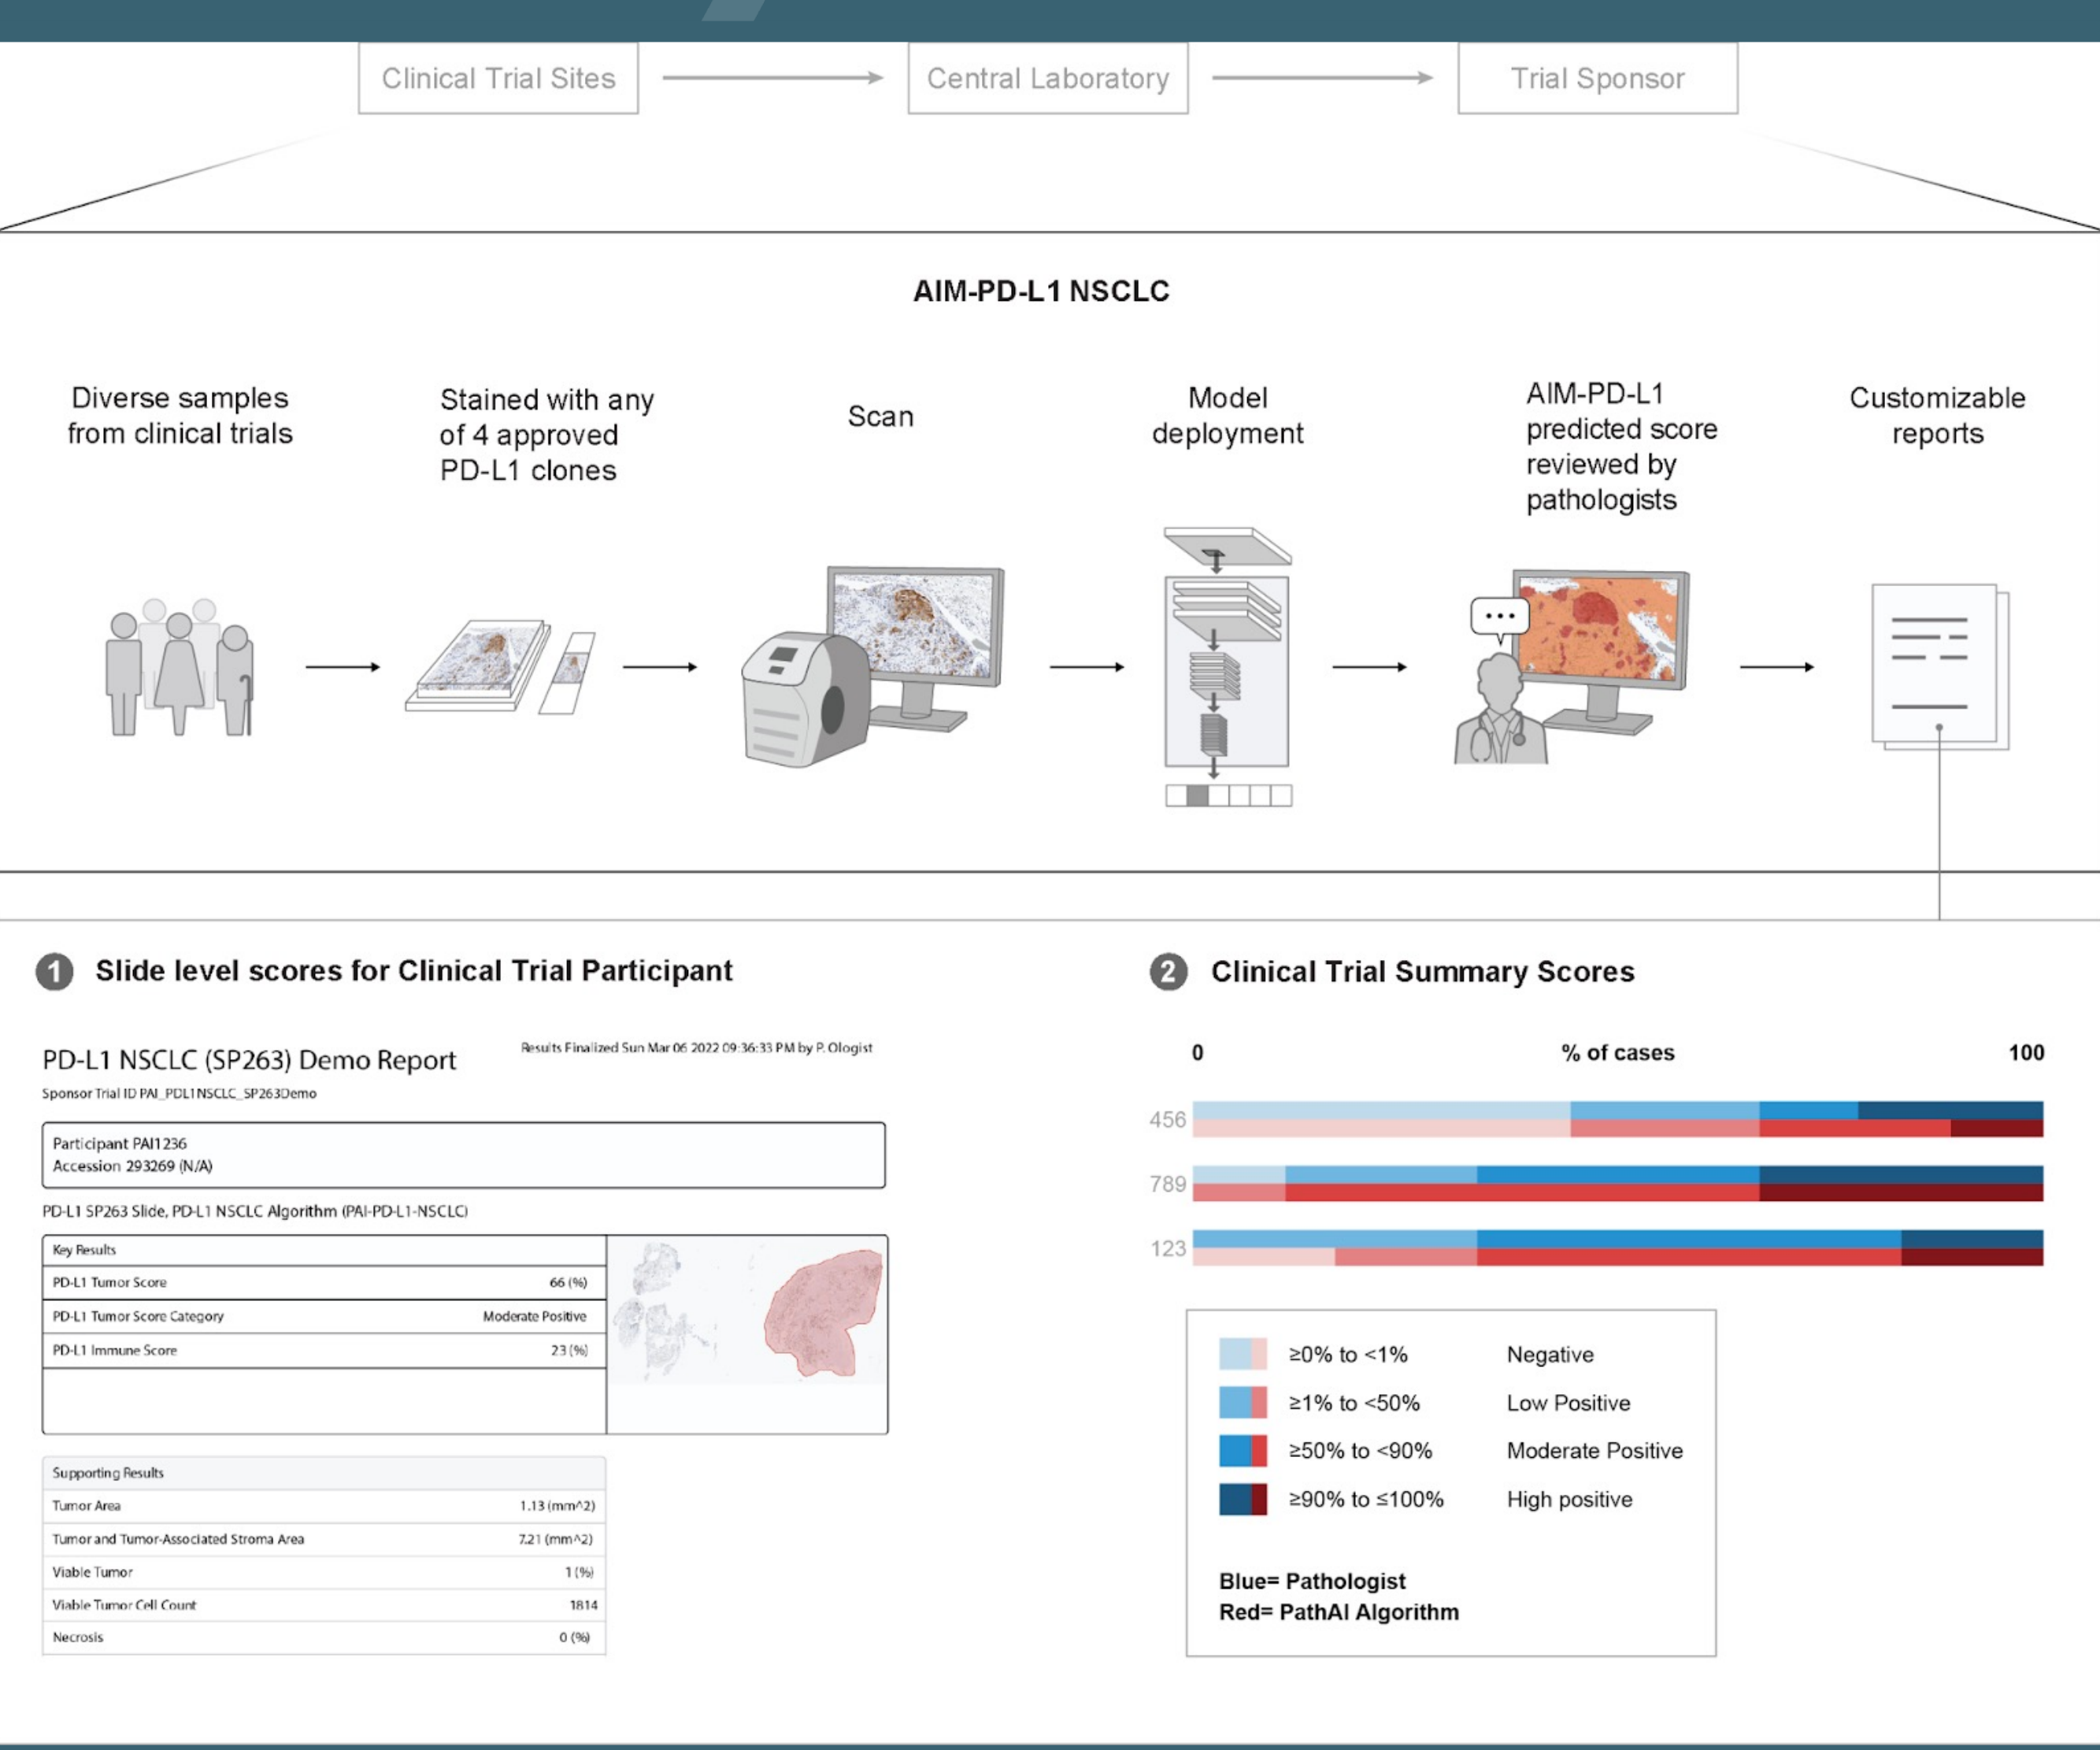 Clinical Trial Sites
Central Laboratory
Trial Sponsor
AIM-PD-L1 NSCLC
Diverse samples
from clinical trials
Stained with any
of 4 approved
PD-L1 clones
Scan
Model
deployment
AIM-PD-L1
predicted score
reviewed by
pathologists
Customizable
reports
1 Slide level scores for Clinical Trial Participant
PD-L1 NSCLC (SP263) Demo Report
Results Finalized Sun Mar 06 2022 09:36:33 PM by P. Ologist
Sponsor Trial ID PAI_PDL1NSCLC_SP263Demo
Participant PAI1236
Accession 293269 (N/A)
PD-L1 SP263 Slide, PD-L1 NSCLC Algorithm (PAI-PD-L1-NSCLC)
Key Results
PD-L1 Tumor Score 66 (%)
PD-L1 Tumor Score Category Moderate Positive
PD-L1 Immune Score 23 (%)
Supporting Results
Tumor Area 1.13 (mm^2)
Tumor and Tumor-Associated Stroma Area 7.21 (mm^2)
Viable Tumor 1 (%)
Viable Tumor Cell Count 1814
Necrosis 0 (%)
2 Clinical Trial Summary Scores
0 % of cases 100
456
789
123
≥0% to <1% Negative
≥1% to <50% Low Positive
≥50% to <90% Moderate Positive
≥90% to ≤100% High positive
Blue= Pathologist
Red= PathAI Algorithm